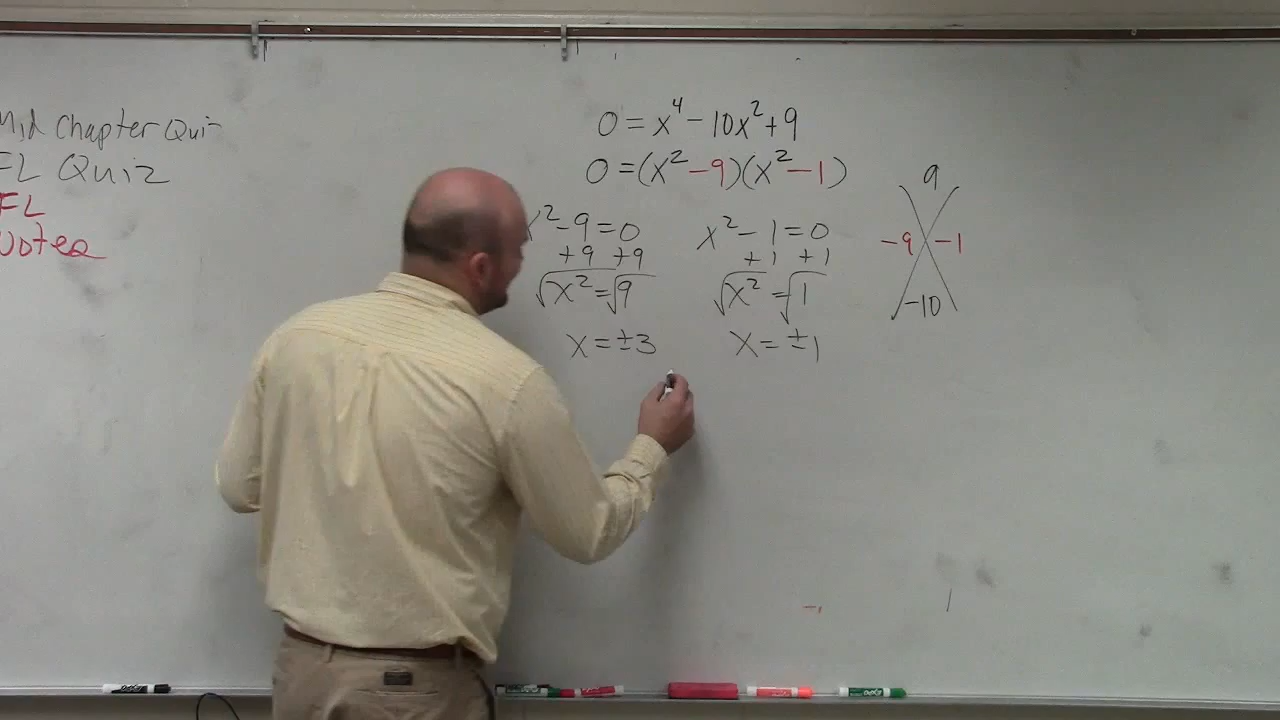 Mid Chapter Qui
FL Quiz
FL
Notes
0 = x⁴ - 10x² + 9
0 = (x² - 9)(x² - 1)
x² - 9 = 0
+9 +9
√x² = √9
x = ±3
x² - 1 = 0
+1 +1
√x² = √1
x = ±1
9
-9 -1
-10